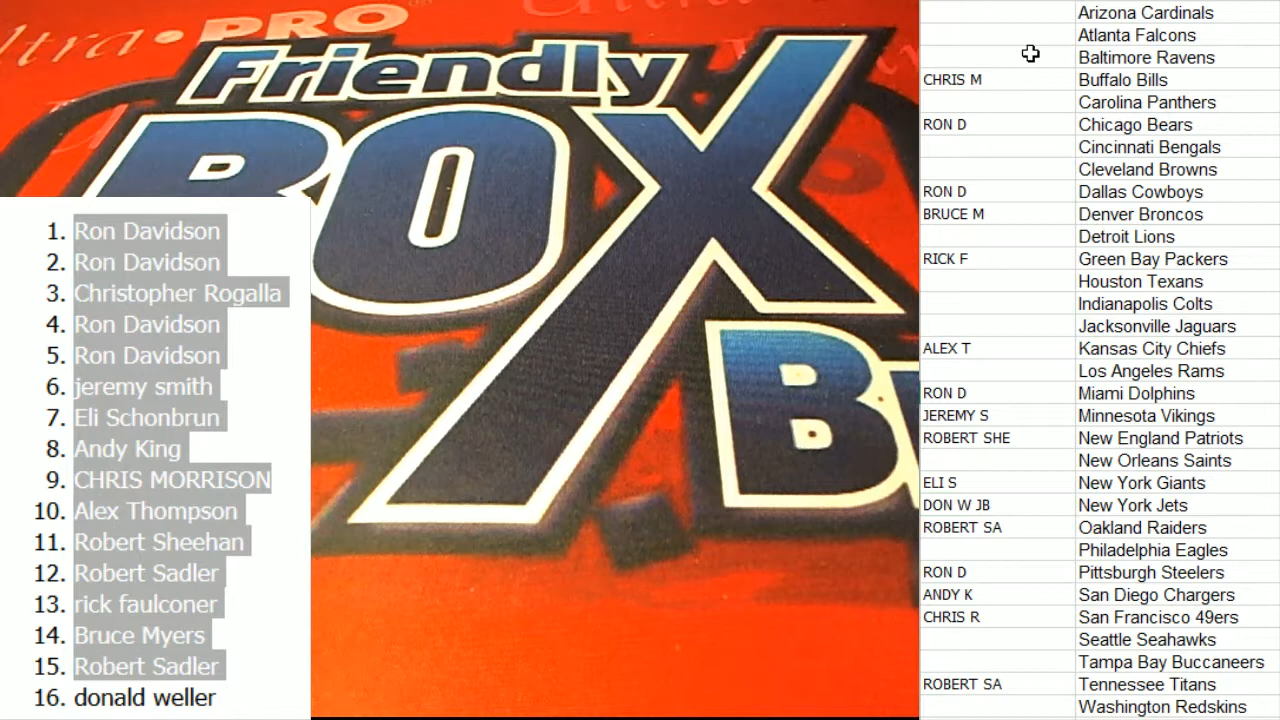 Ultra•PRO
Friendly
BOX
B
1. Ron Davidson
2. Ron Davidson
3. Christopher Rogalla
4. Ron Davidson
5. Ron Davidson
6. jeremy smith
7. Eli Schonbrun
8. Andy King
9. CHRIS MORRISON
10. Alex Thompson
11. Robert Sheehan
12. Robert Sadler
13. rick faulconer
14. Bruce Myers
15. Robert Sadler
16. donald weller
Arizona Cardinals
Atlanta Falcons
Baltimore Ravens
CHRIS M Buffalo Bills
Carolina Panthers
RON D Chicago Bears
Cincinnati Bengals
Cleveland Browns
RON D Dallas Cowboys
BRUCE M Denver Broncos
Detroit Lions
RICK F Green Bay Packers
Houston Texans
Indianapolis Colts
Jacksonville Jaguars
ALEX T Kansas City Chiefs
Los Angeles Rams
RON D Miami Dolphins
JEREMY S Minnesota Vikings
ROBERT SHE New England Patriots
New Orleans Saints
ELI S New York Giants
DON W JB New York Jets
ROBERT SA Oakland Raiders
Philadelphia Eagles
RON D Pittsburgh Steelers
ANDY K San Diego Chargers
CHRIS R San Francisco 49ers
Seattle Seahawks
Tampa Bay Buccaneers
ROBERT SA Tennessee Titans
Washington Redskins